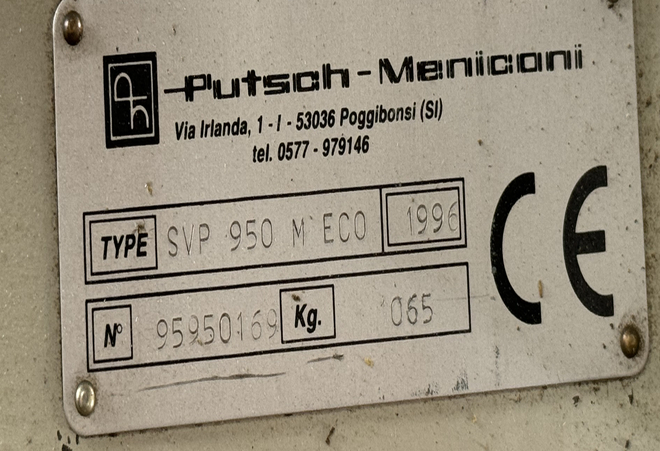 Putsch-Meniconi
Via Irlanda, 1 - I - 53036 Poggibonsi (SI)
tel. 0577 - 979146
TYPE SVP 950 M ECO 1996
N° 95950169 Kg. 065
CE